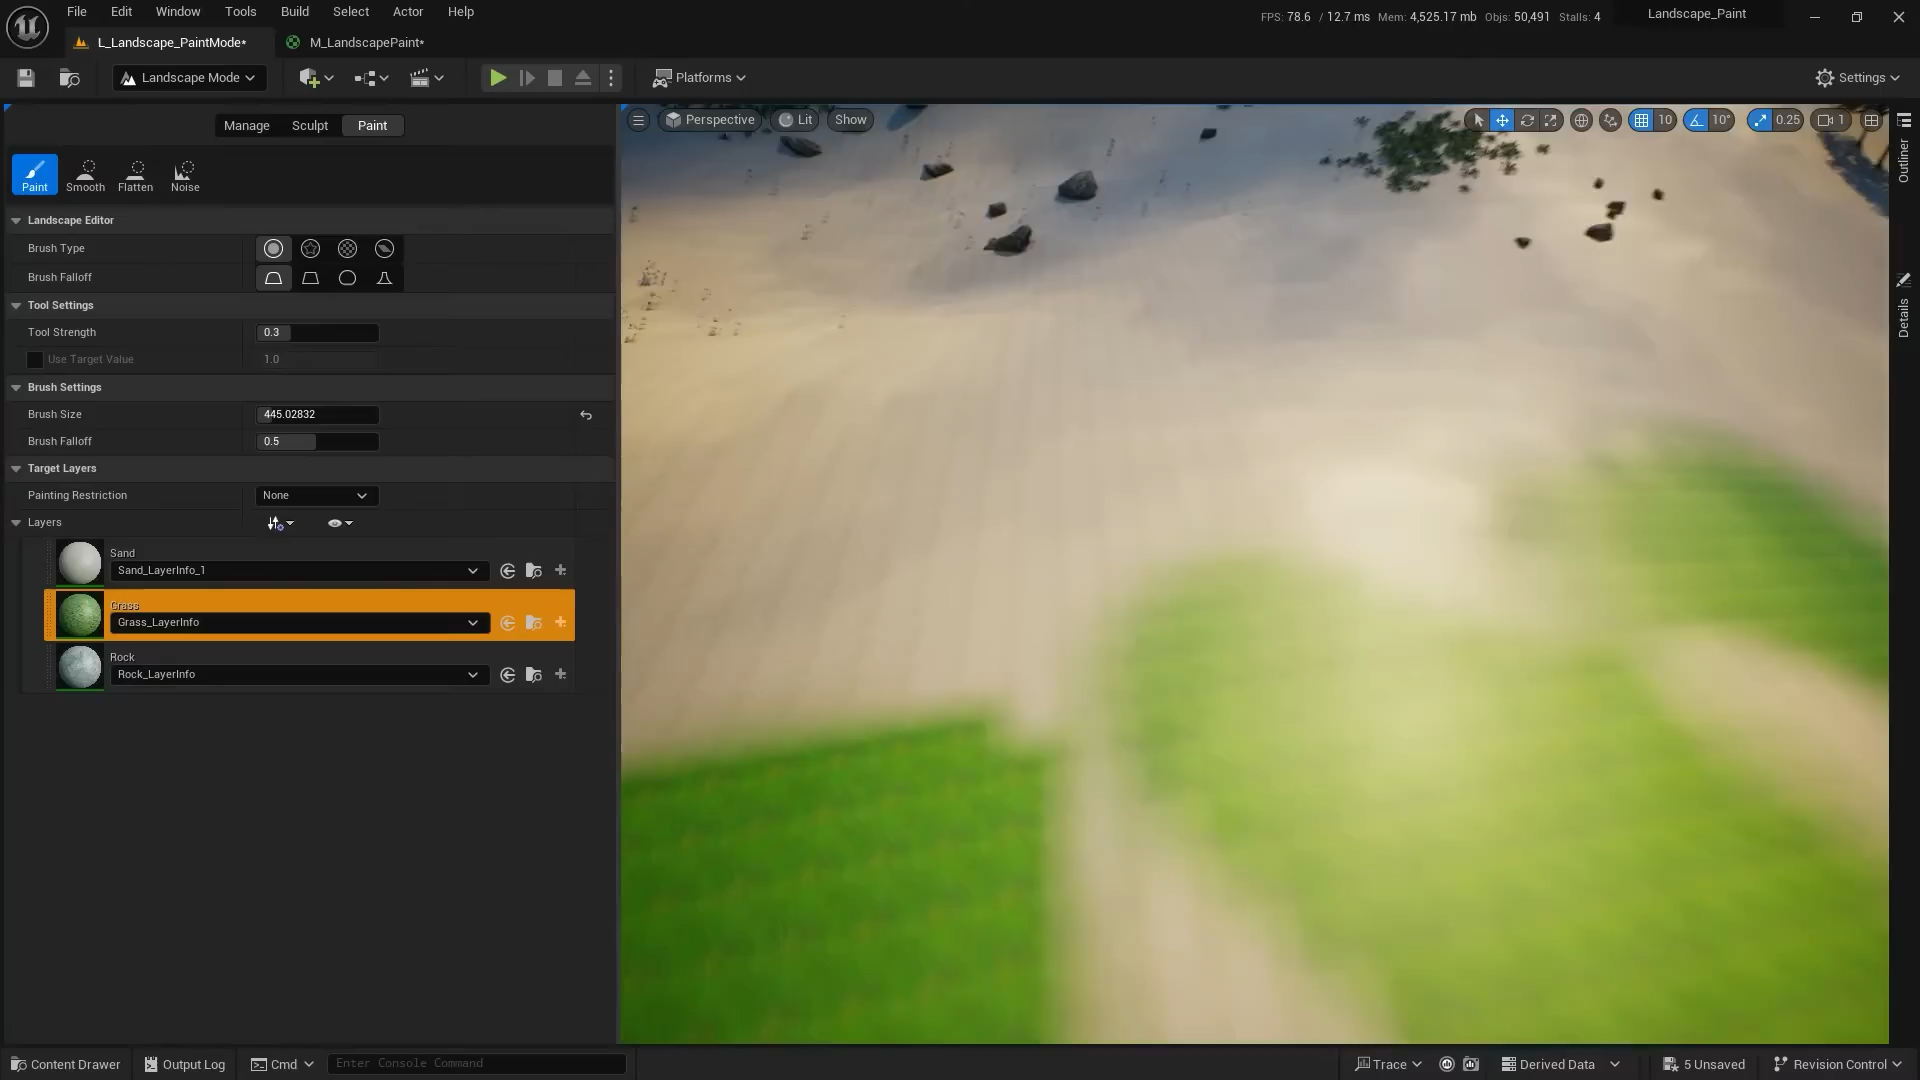 File Edit Window Tools Build Select Actor Help
FPS: 78.6 / 12.7 ms Mem: 4,525.17 mb Objs: 50,491 Stalls: 4
Landscape_Paint
L_Landscape_PaintMode*
M_LandscapePaint*
Landscape Mode
Platforms
Settings
Manage Sculpt Paint
Perspective Lit Show
10 10° 0.25 1
Outliner
Details
Paint Smooth Flatten Noise
Landscape Editor
Brush Type
Brush Falloff
Tool Settings
Tool Strength 0.3
Use Target Value 1.0
Brush Settings
Brush Size 445.02832
Brush Falloff 0.5
Target Layers
Painting Restriction None
Layers
Sand
Sand_LayerInfo_1
Grass
Grass_LayerInfo
Rock
Rock_LayerInfo
Content Drawer Output Log Cmd Enter Console Command
Trace Derived Data 5 Unsaved Revision Control